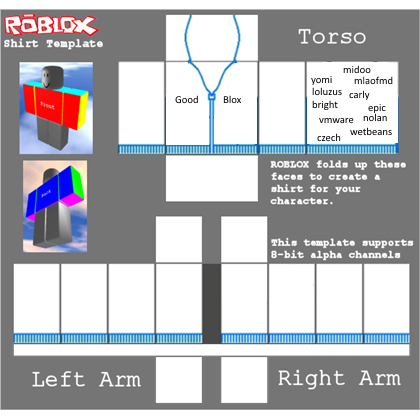 ROBLOX
Shirt Template
Torso
Front
Good Blox
midoo
yomi mlaofmd
loluzus carly
bright epic
vmware nolan
czech wetbeans
Back
ROBLOX folds up these
faces to create a
shirt for your
character.
This template supports
8-bit alpha channels
Left Arm
Right Arm